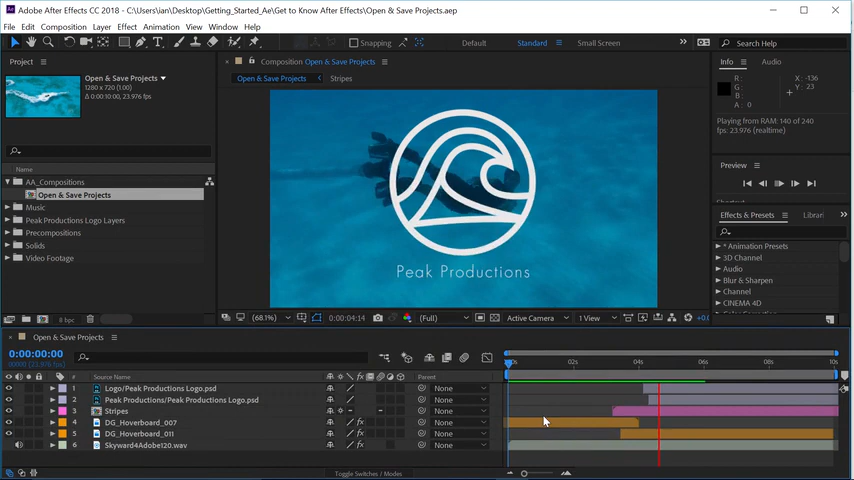 Adobe After Effects CC 2018 - C:\Users\ian\Desktop\Getting_Started_Ae\Get to Know After Effects\Open & Save Projects.aep
File Edit Composition Layer Effect Animation View Window Help
Snapping Default Standard Small Screen Search Help
Project
Open & Save Projects
1280 x 720 (1.00)
Δ 0:00:10:00, 23.976 fps
Name
AA_Compositions
Open & Save Projects
Music
Peak Productions Logo Layers
Precompositions
Solids
Video Footage
8 bpc
Composition Open & Save Projects
Open & Save Projects Stripes
Peak Productions
(68.1%) 0:00:04:14 (Full) Active Camera 1 View +0.0
Info Audio
R: X: -136
G: Y: 23
B:
A: 0
Playing from RAM: 140 of 240
fps: 23.976 (realtime)
Preview
Shortcut
Effects & Presets Librari
* Animation Presets
3D Channel
Audio
Blur & Sharpen
Channel
CINEMA 4D
Color Correction
Open & Save Projects
0:00:00:00
00000 (23.976 fps)
# Source Name Parent
1 Logo/Peak Productions Logo.psd None
2 Peak Productions/Peak Productions Logo.psd None
3 Stripes None
4 DG_Hoverboard_007 None
5 DG_Hoverboard_011 None
6 Skyward4Adobe120.wav None
02s 04s 06s 08s 10s
Toggle Switches / Modes